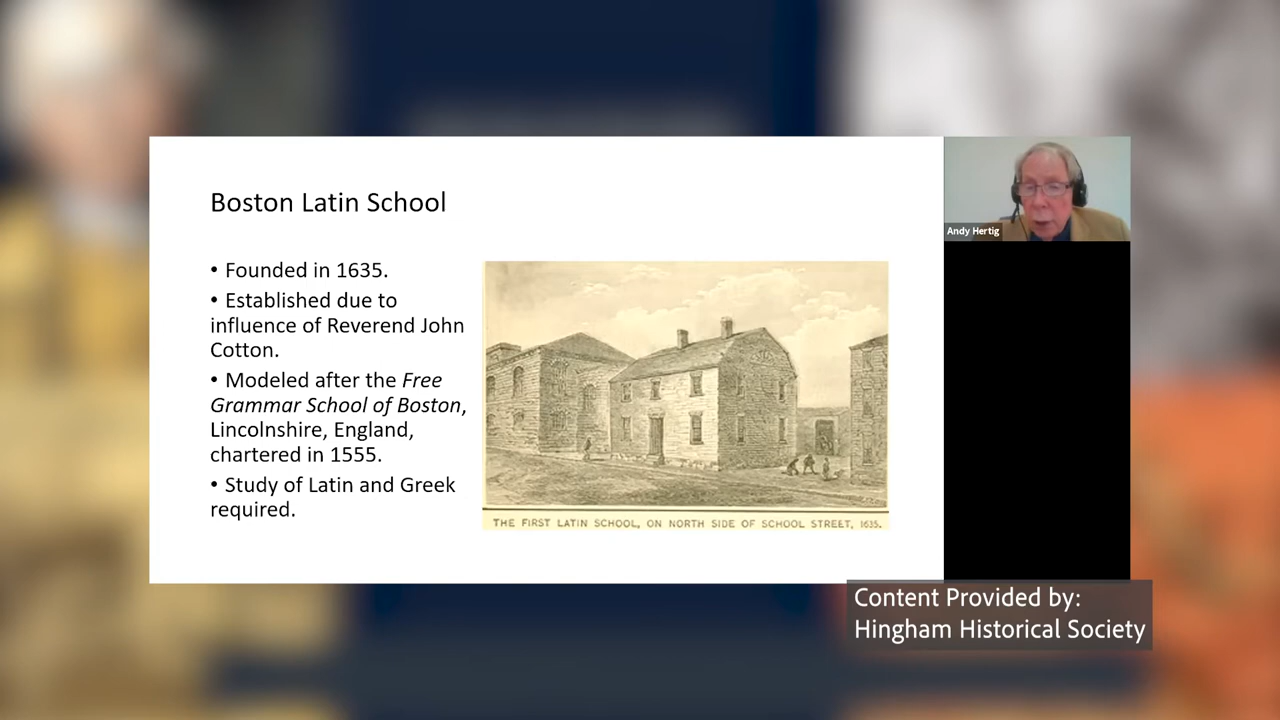 Boston Latin School
• Founded in 1635.
• Established due to
influence of Reverend John
Cotton.
• Modeled after the Free
Grammar School of Boston,
Lincolnshire, England,
chartered in 1555.
• Study of Latin and Greek
required.
THE FIRST LATIN SCHOOL, ON NORTH SIDE OF SCHOOL STREET, 1635.
Andy Hertig
Content Provided by:
Hingham Historical Society